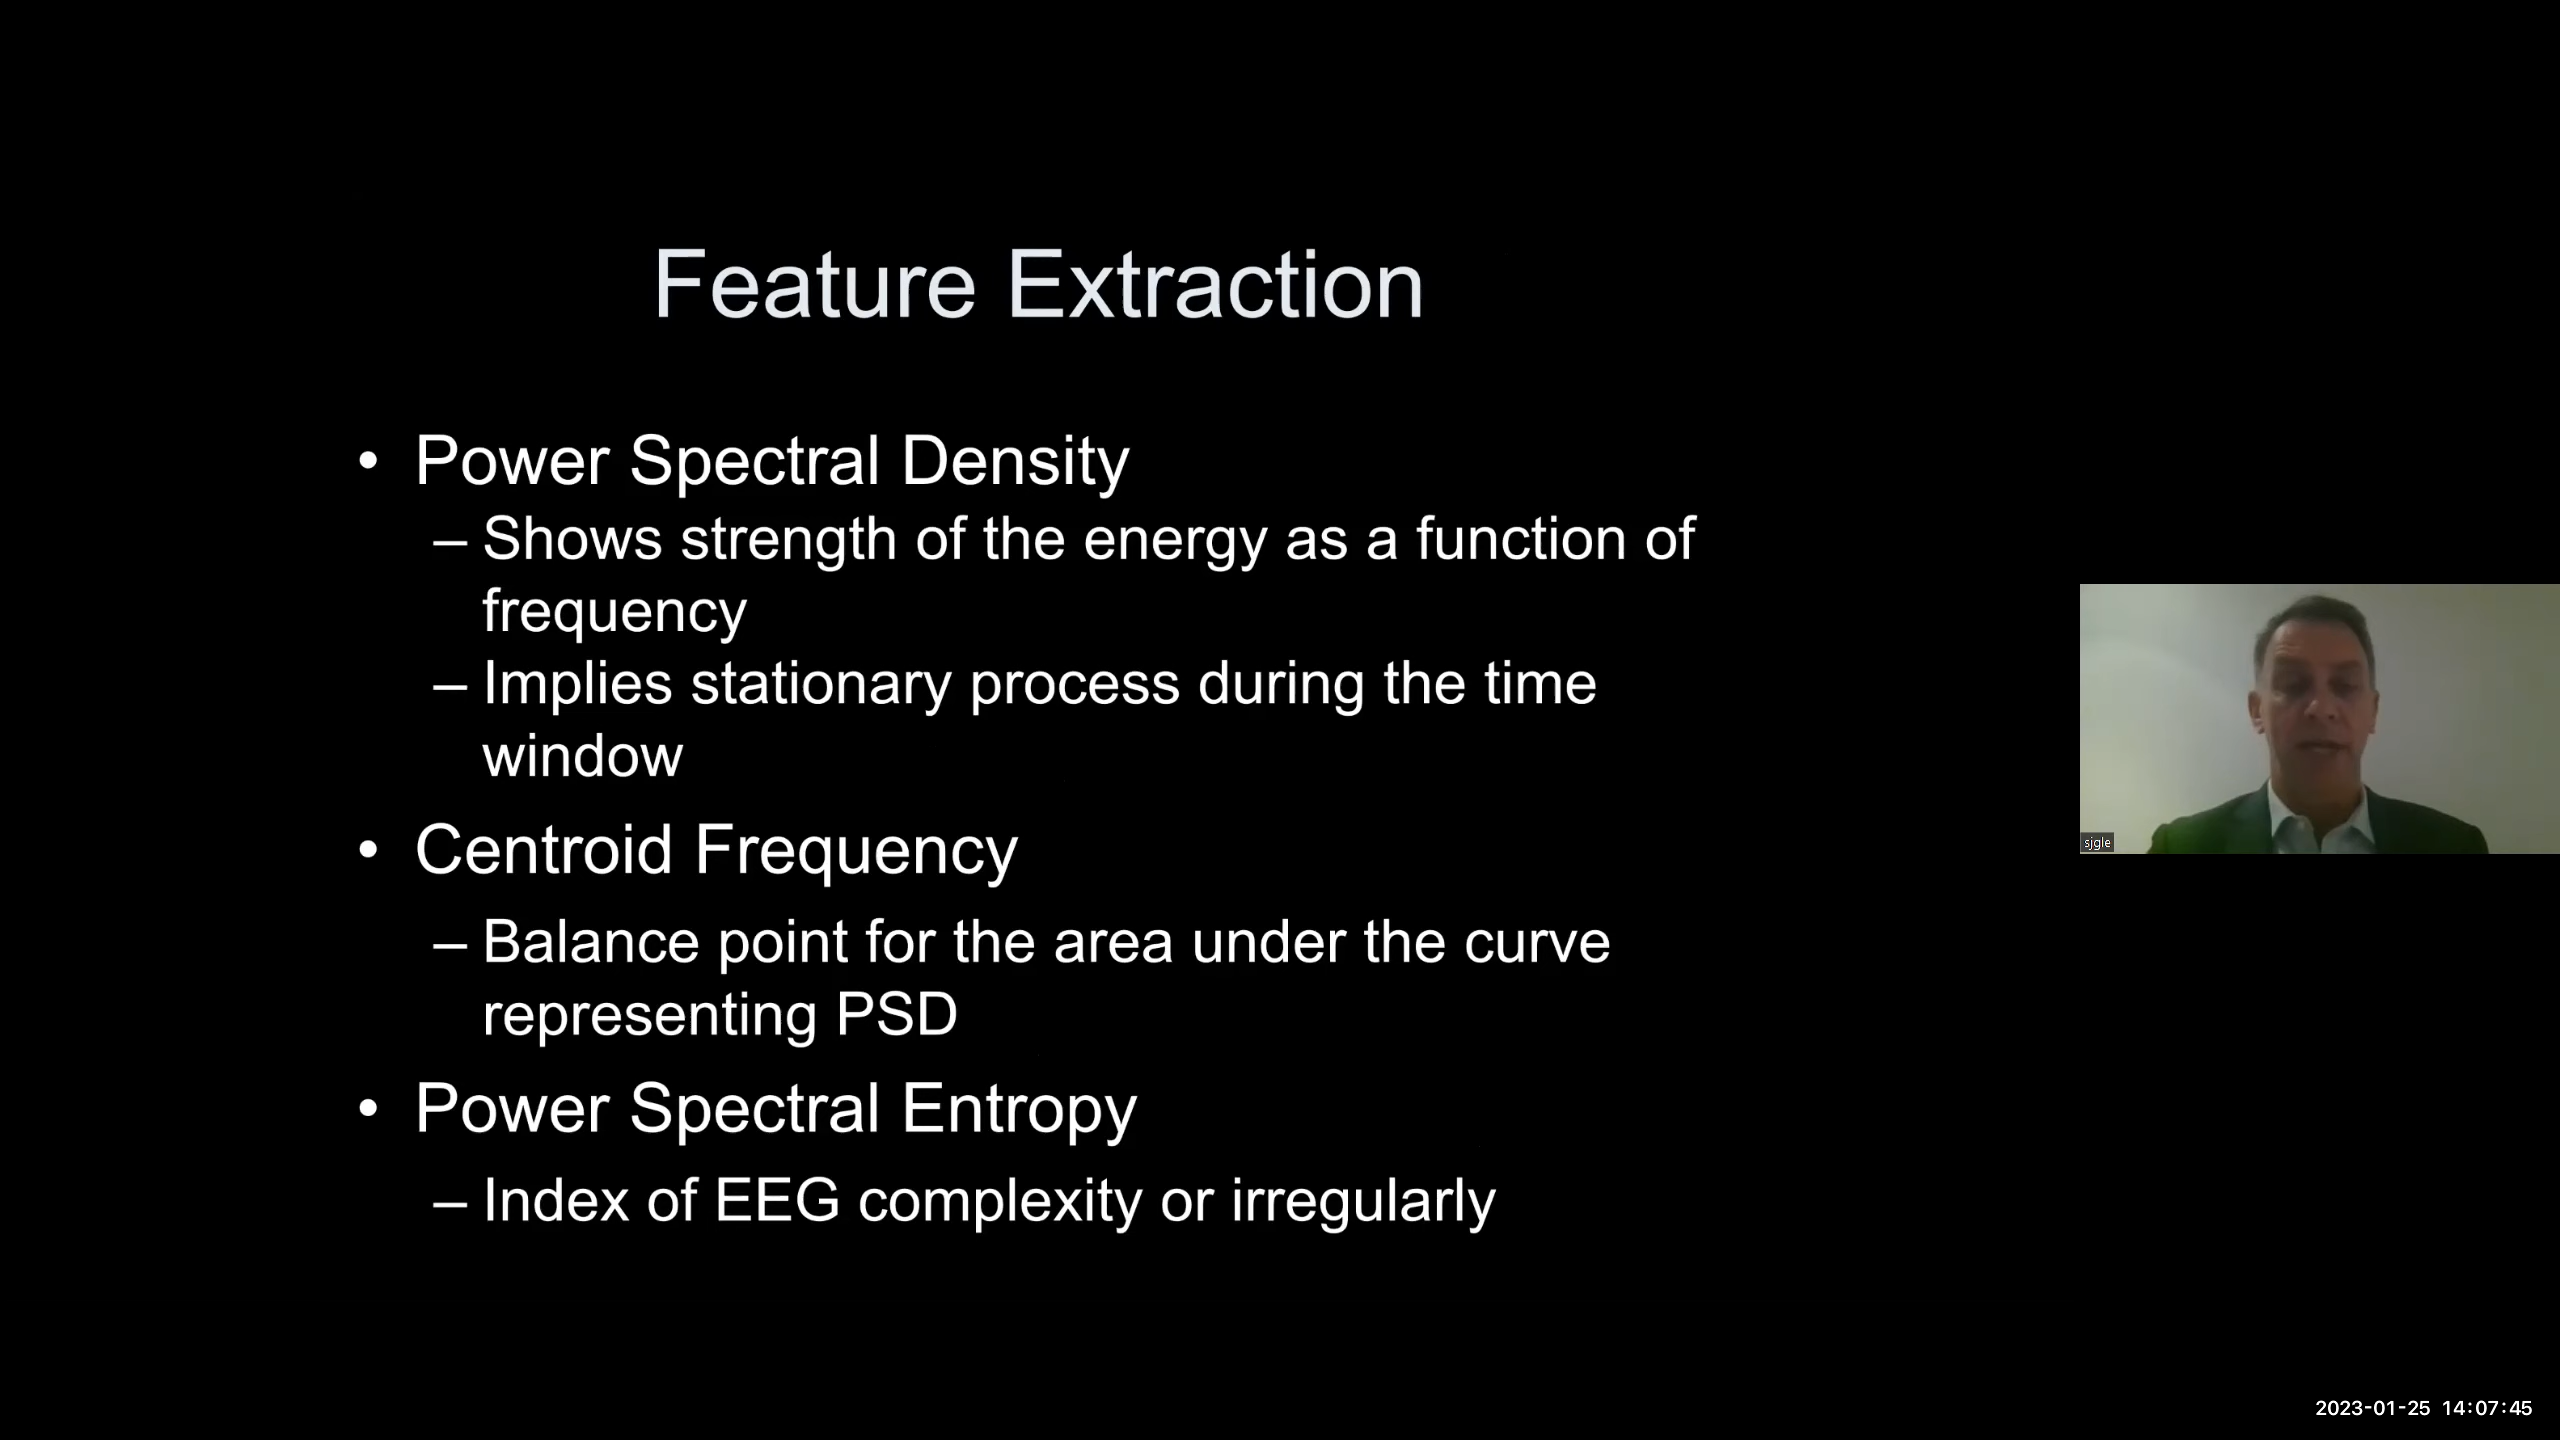 Feature Extraction
• Power Spectral Density
– Shows strength of the energy as a function of
frequency
– Implies stationary process during the time
window
• Centroid Frequency
– Balance point for the area under the curve
representing PSD
• Power Spectral Entropy
– Index of EEG complexity or irregularly
sjgle
2023-01-25 14:07:45